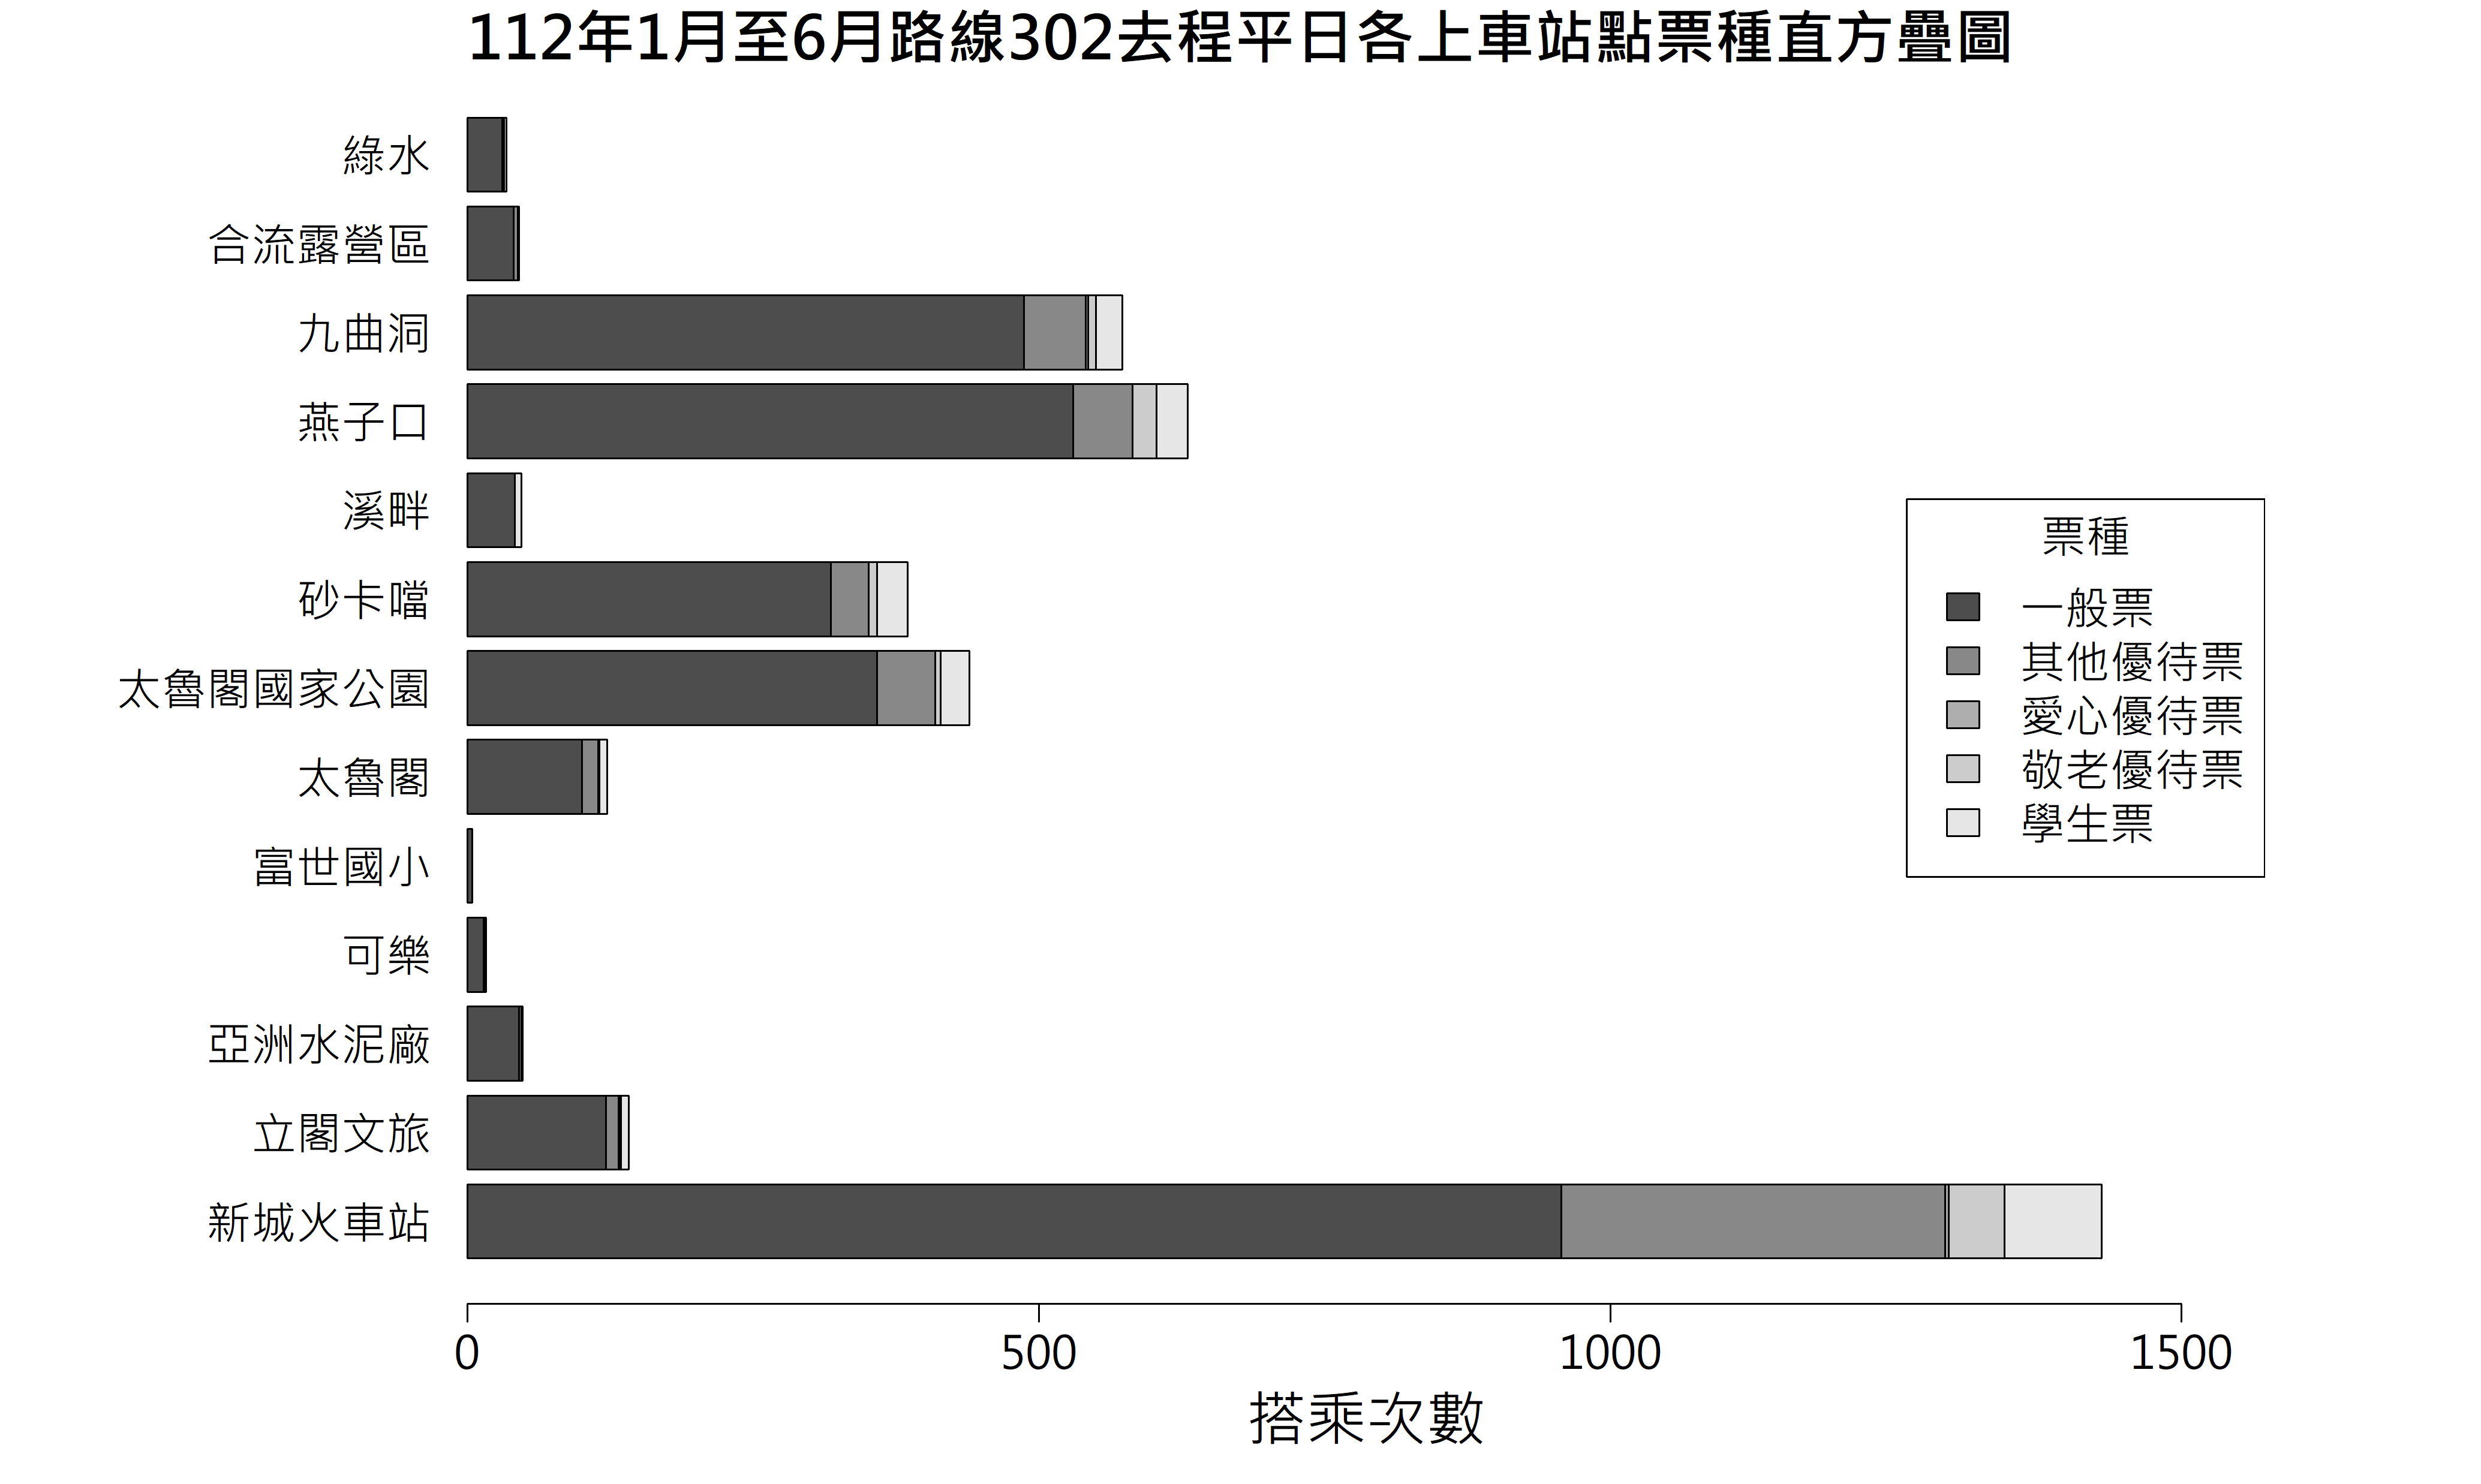 112年1月至6月路線302去程平日各上車站點票種直方疊圖
綠水
合流露營區
九曲洞
燕子口
溪畔
砂卡噹
太魯閣國家公園
太魯閣
富世國小
可樂
亞洲水泥廠
立閣文旅
新城火車站
票種
一般票
其他優待票
愛心優待票
敬老優待票
學生票
0 500 1000 1500
搭乘次數